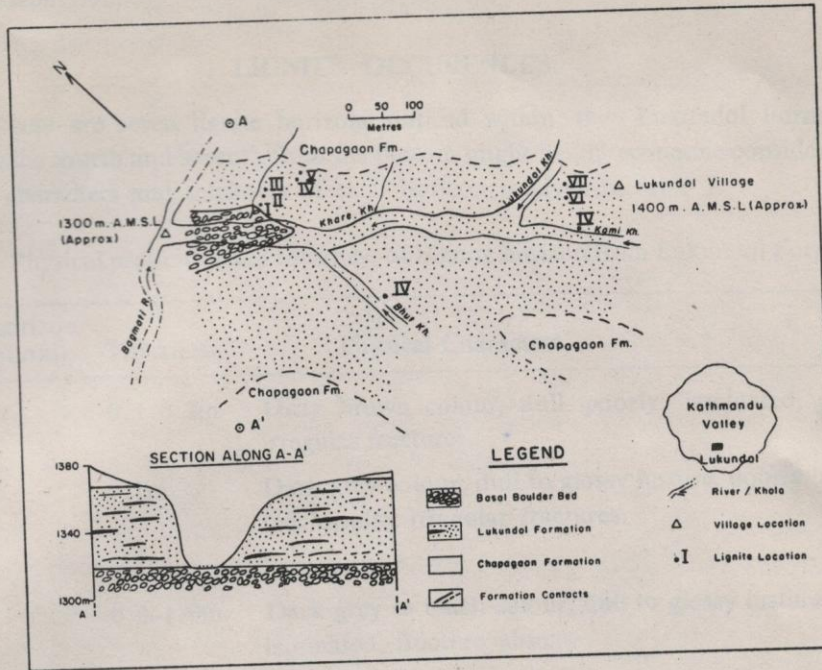 N
A
0 50 100
Metres
Chapagaon Fm.
V
III
IV
II
I
Khare Kh.
Lukundol Kh.
VII
VI
IV
Kami Kh.
Lukundol Village
1400 m. A.M.S.L (Approx)
1300 m. A.M.S.L
(Approx)
Bagmati R.
IV
Bhut Kh.
Chapagaon Fm.
Chapagaon Fm.
A'
Kathmandu
Valley
Lukundol
SECTION ALONG A-A'
1380
1340
1300m
A
A'
LEGEND
Basal Boulder Bed
Lukundol Formation
Chapagaon Formation
Formation Contacts
River / Khola
Village Location
I Lignite Location